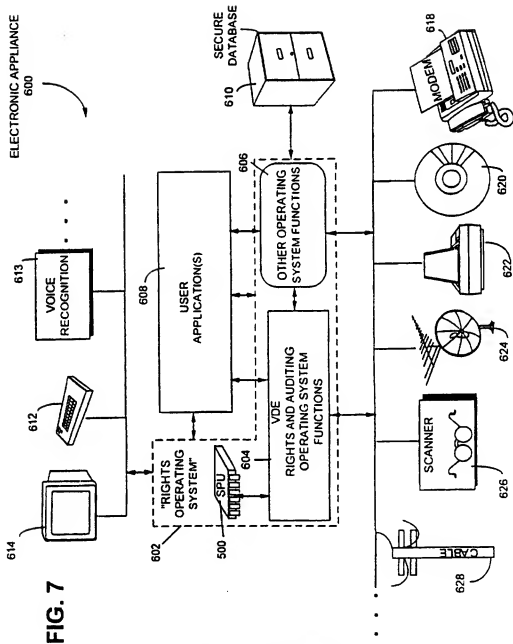 FIG. 7
ELECTRONIC APPLIANCE
600
614
612
613
VOICE
RECOGNITION
602
"RIGHTS
OPERATING
SYSTEM"
608
USER
APPLICATION(S)
SPU
500
604
VDE
RIGHTS AND AUDITING
OPERATING SYSTEM
FUNCTIONS
606
OTHER OPERATING
SYSTEM FUNCTIONS
610
SECURE
DATABASE
628
CABLE
SCANNER
626
624
622
620
MODEM
618